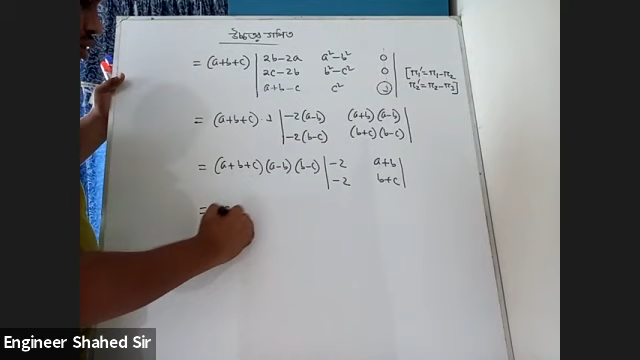 উচ্চতর গণিত
= (a+b+c) | 2b-2a a²-b² 0 |
| 2c-2b b²-c² 0 | [r₁'=r₁-r₂
| a+b-c c² 1 | r₂'=r₂-r₃]
= (a+b+c)·1 | -2(a-b) (a+b)(a-b) |
| -2(b-c) (b+c)(b-c) |
= (a+b+c)(a-b)(b-c) | -2 a+b |
| -2 b+c |
=
Engineer Shahed Sir